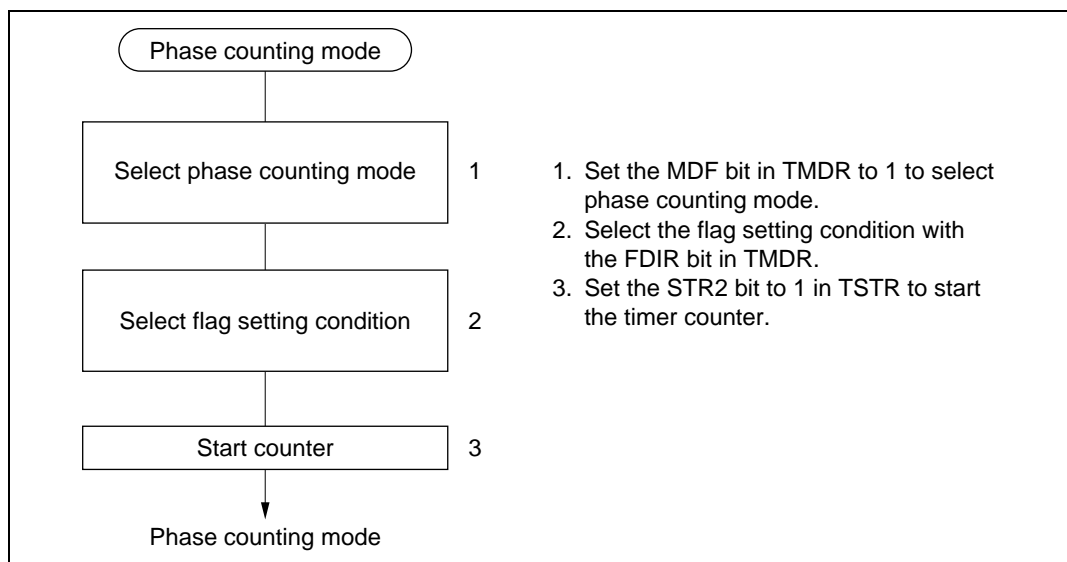 Phase counting mode
Select phase counting mode
1
Select flag setting condition
2
Start counter
3
Phase counting mode
1. Set the MDF bit in TMDR to 1 to select
phase counting mode.
2. Select the flag setting condition with
the FDIR bit in TMDR.
3. Set the STR2 bit to 1 in TSTR to start
the timer counter.